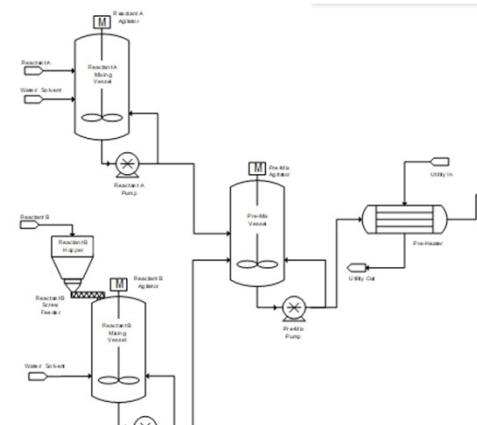 M
Reactant A
Agitator
Reactant A
Reactant A
Mixing
Vessel
Water/ Solvent
Reactant A
Pump
M
Pre-Mix
Agitator
Utility In
Pre-Mix
Vessel
Pre-Heater
Utility Out
Pre-Mix
Pump
Reactant B
Reactant B
Hopper
M
Reactant B
Agitator
Reactant B
Screw
Feeder
Reactant B
Mixing
Vessel
Water/ Solvent